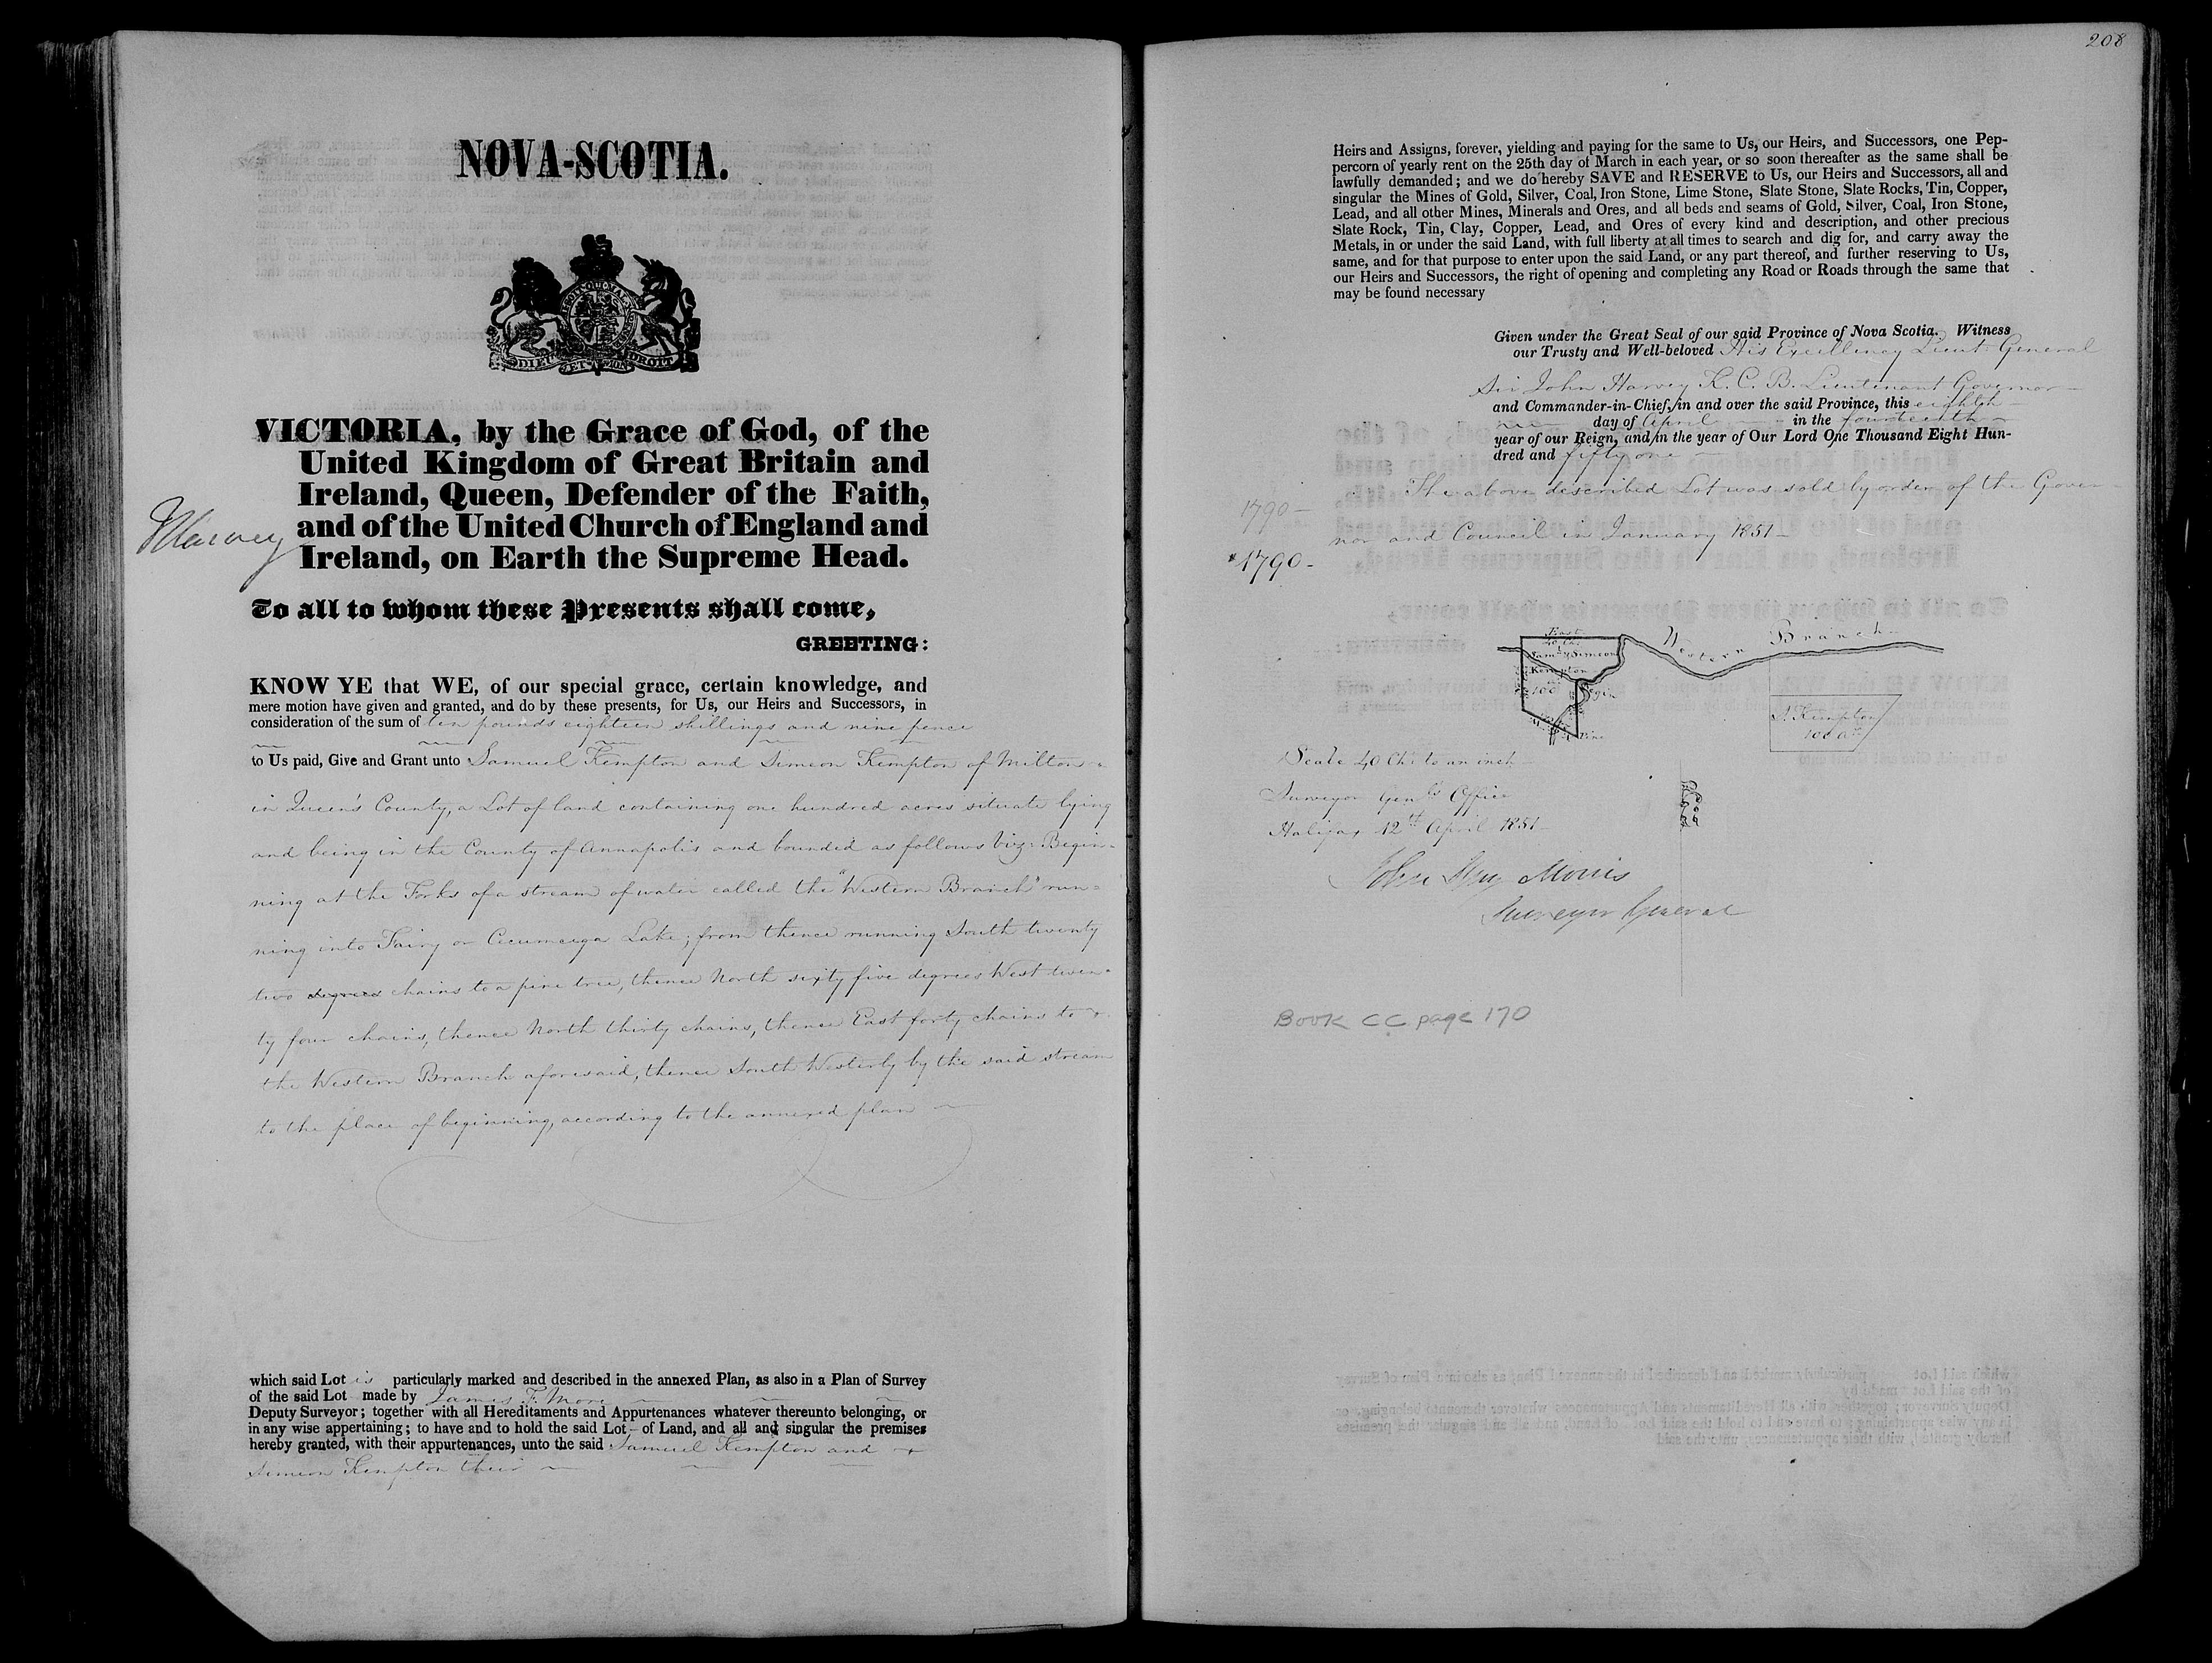 NOVA-SCOTIA.
DIEU ET MON DROIT
VICTORIA, by the Grace of God, of the
United Kingdom of Great Britain and
Ireland, Queen, Defender of the Faith,
and of the United Church of England and
Ireland, on Earth the Supreme Head.
JHarvey
To all to whom these Presents shall come,
GREETING:
KNOW YE that WE, of our special grace, certain knowledge, and
mere motion have given and granted, and do by these presents, for Us, our Heirs and Successors, in
consideration of the sum of ten pounds eighteen shillings and nine pence
to Us paid, Give and Grant unto Samuel Kempton and Simeon Kempton of Milton
in Queen's County, a Lot of land containing one hundred acres situate lying
and being in the County of Annapolis and bounded as follows viz: Begin-
ning at the Forks of a stream of water called the "Western Branch" run-
ning into Fairy or Cecumcega Lake; from thence running South twenty
two degrees chains to a pine tree, thence North sixty five degrees West twen-
ty four chains, thence North thirty chains, thence East forty chains to
the Western Branch aforesaid, thence South Westerly by the said stream
to the place of beginning, according to the annexed plan
which said Lot is particularly marked and described in the annexed Plan, as also in a Plan of Survey
of the said Lot made by James F. More
Deputy Surveyor; together with all Hereditaments and Appurtenances whatever thereunto belonging, or
in any wise appertaining; to have and to hold the said Lot - of Land, and all and singular the premises
hereby granted, with their appurtenances, unto the said Samuel Kempton and
Simeon Kempton their
208
Heirs and Assigns, forever, yielding and paying for the same to Us, our Heirs, and Successors, one Pep-
percorn of yearly rent on the 25th day of March in each year, or so soon thereafter as the same shall be
lawfully demanded; and we do hereby SAVE and RESERVE to Us, our Heirs and Successors, all and
singular the Mines of Gold, Silver, Coal, Iron Stone, Lime Stone, Slate Stone, Slate Rocks, Tin, Copper,
Lead, and all other Mines, Minerals and Ores, and all beds and seams of Gold, Silver, Coal, Iron Stone,
Slate Rock, Tin, Clay, Copper, Lead, and Ores of every kind and description, and other precious
Metals, in or under the said Land, with full liberty at all times to search and dig for, and carry away the
same, and for that purpose to enter upon the said Land, or any part thereof, and further reserving to Us,
our Heirs and Successors, the right of opening and completing any Road or Roads through the same that
may be found necessary
Given under the Great Seal of our said Province of Nova Scotia. Witness
our Trusty and Well-beloved His Excellency Lieut. General
Sir John Harvey K.C.B. Lieutenant Governor
and Commander-in-Chief, in and over the said Province, this eighth
day of April in the fourteenth
year of our Reign, and in the year of Our Lord One Thousand Eight Hun-
dred and fifty one
The above described Lot was sold by order of the Gover-
1790-
nor and Council in January 1851-
1790-
East
40 Chs
Saml & Simeon
Kempton
100
Begin
Pine
Western Branch
S. Kempton
100 a
Scale 40 Chs to an inch
Surveyor Genls Office
Halifax 12th April 1851
John Spry Morris
Surveyor General
Book CC page 170